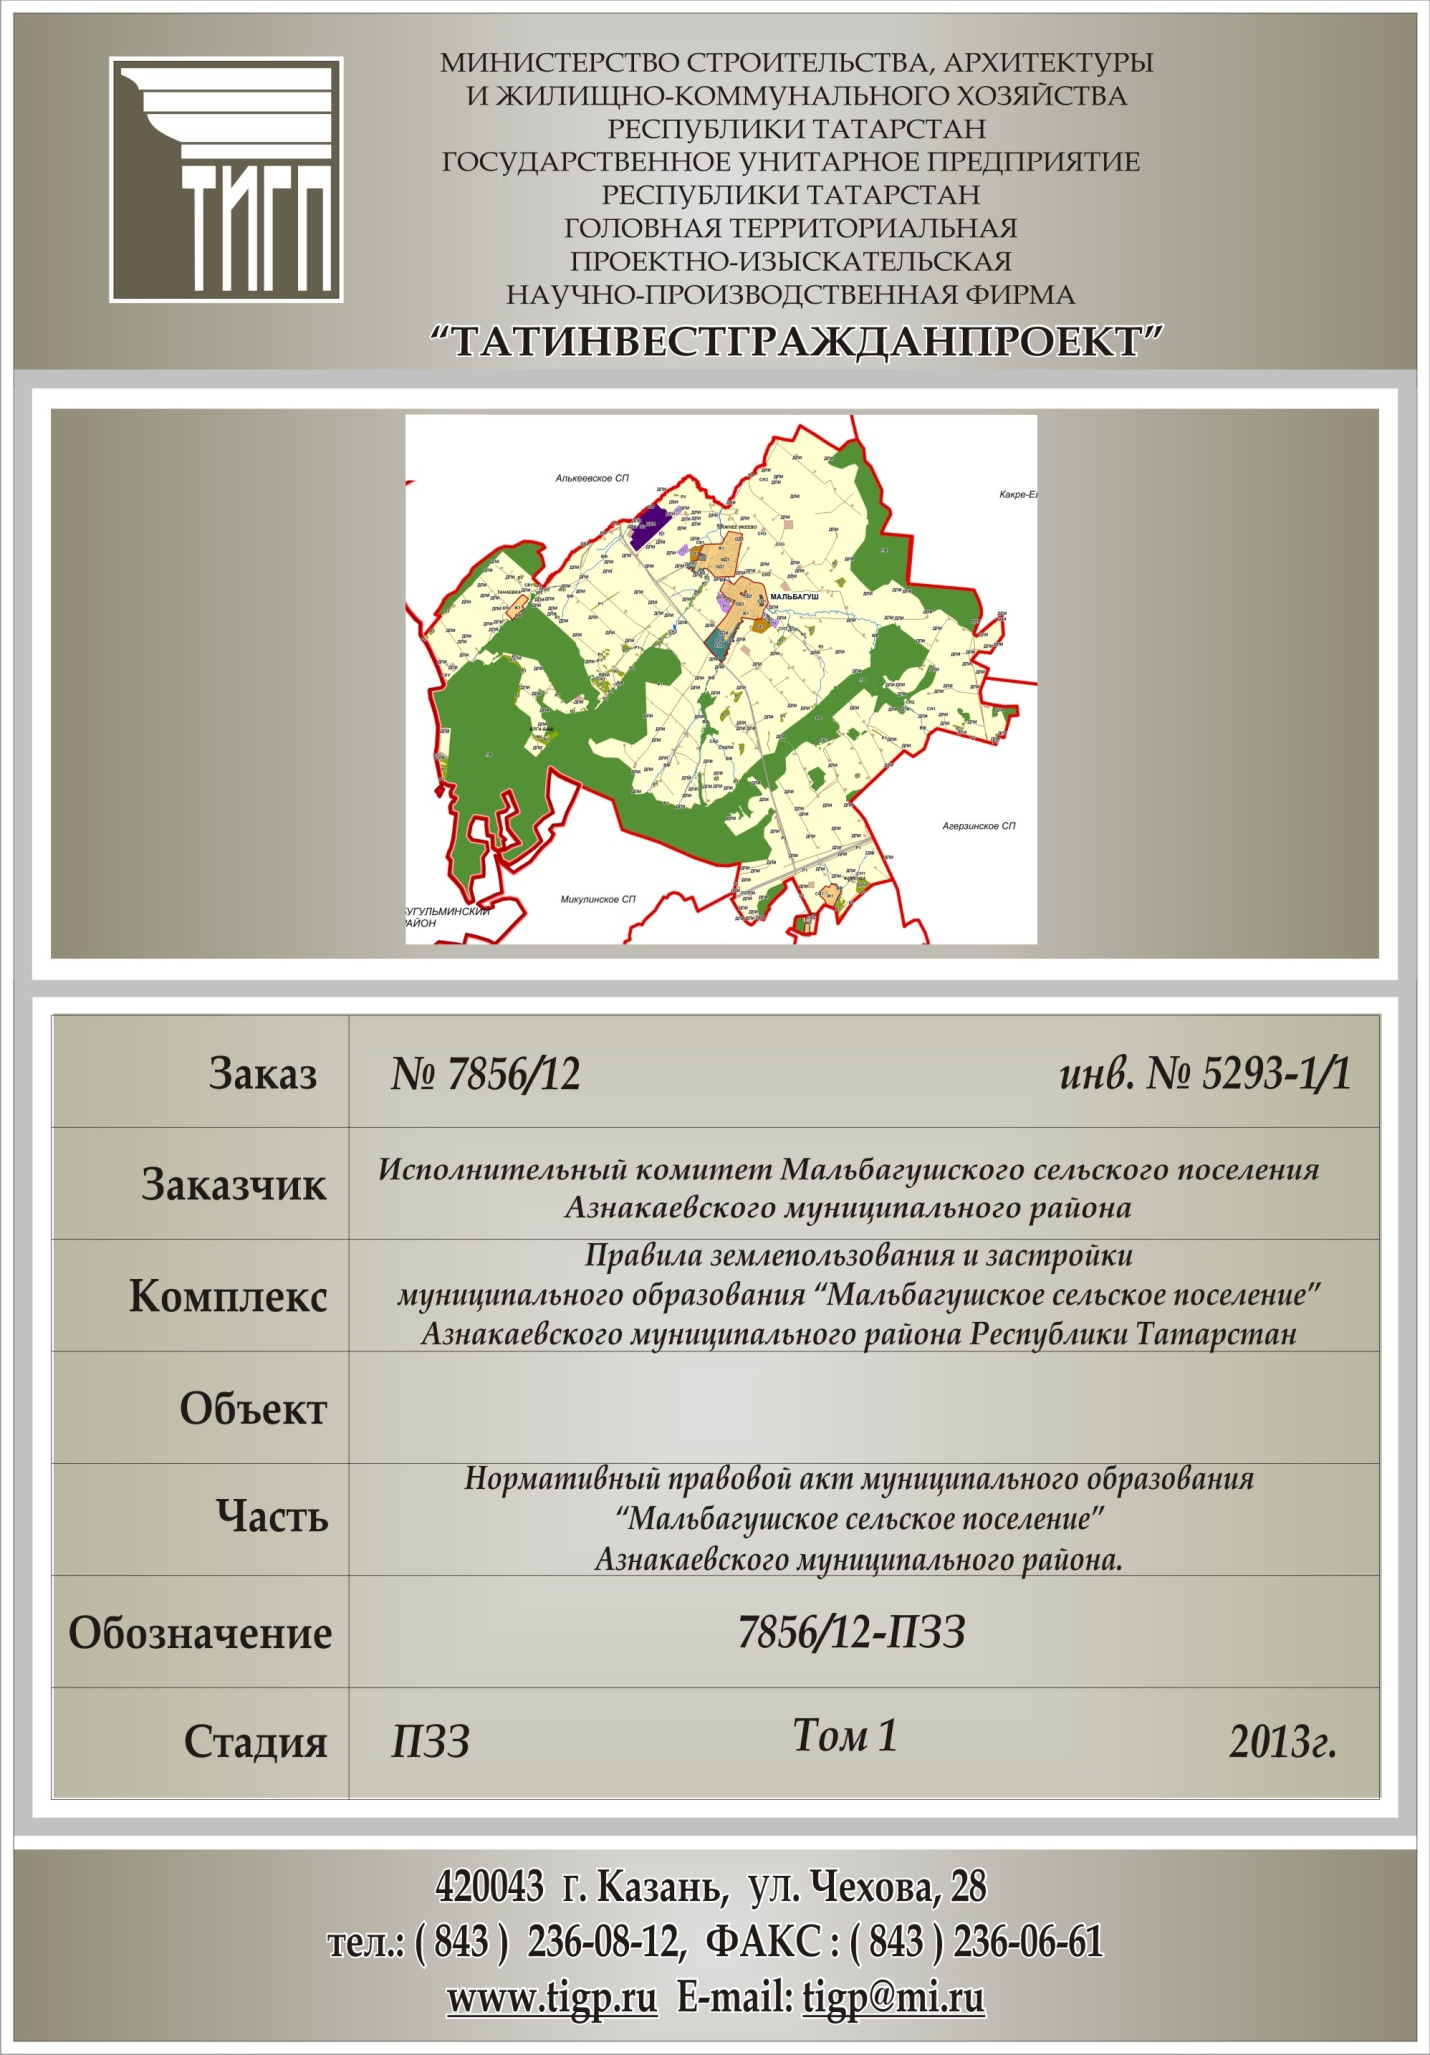 ТИГП
МИНИСТЕРСТВО СТРОИТЕЛЬСТВА, АРХИТЕКТУРЫ
И ЖИЛИЩНО-КОММУНАЛЬНОГО ХОЗЯЙСТВА
РЕСПУБЛИКИ ТАТАРСТАН
ГОСУДАРСТВЕННОЕ УНИТАРНОЕ ПРЕДПРИЯТИЕ
РЕСПУБЛИКИ ТАТАРСТАН
ГОЛОВНАЯ ТЕРРИТОРИАЛЬНАЯ
ПРОЕКТНО-ИЗЫСКАТЕЛЬСКАЯ
НАУЧНО-ПРОИЗВОДСТВЕННАЯ ФИРМА
“ТАТИНВЕСТГРАЖДАНПРОЕКТ”
Алькеевское СП
Какре-Ел
ТАНАЕВКА
МАЛЬБАГУШ
Агерзинское СП
Микулинское СП
БУГУЛЬМИНСКИЙ
РАЙОН
Заказ № 7856/12 инв. № 5293-1/1
Заказчик
Исполнительный комитет Мальбагушского сельского поселения
Азнакаевского муниципального района
Комплекс
Правила землепользования и застройки
муниципального образования “Мальбагушское сельское поселение”
Азнакаевского муниципального района Республики Татарстан
Объект
Часть
Нормативный правовой акт муниципального образования
“Мальбагушское сельское поселение”
Азнакаевского муниципального района.
Обозначение 7856/12-ПЗЗ
Стадия ПЗЗ Том 1 2013г.
420043 г. Казань, ул. Чехова, 28
тел.: ( 843 ) 236-08-12, ФАКС : ( 843 ) 236-06-61
www.tigp.ru E-mail: tigp@mi.ru